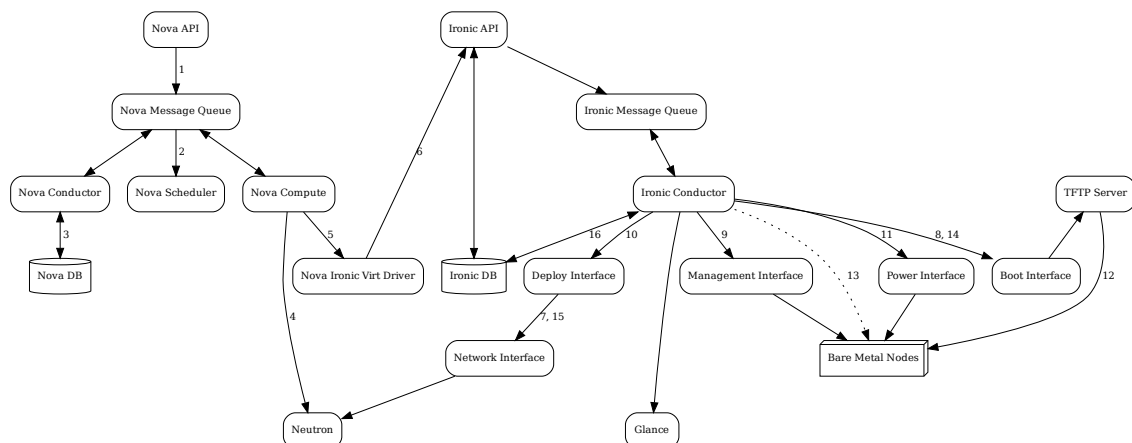 Nova API
Ironic API
1
Nova Message Queue
Ironic Message Queue
2
6
Nova Conductor
Nova Scheduler
Nova Compute
Ironic Conductor
TFTP Server
3
5
16
10
9
11
8, 14
Nova DB
Nova Ironic Virt Driver
Ironic DB
Deploy Interface
Management Interface
13
Power Interface
Boot Interface
12
4
7, 15
Network Interface
Bare Metal Nodes
Neutron
Glance